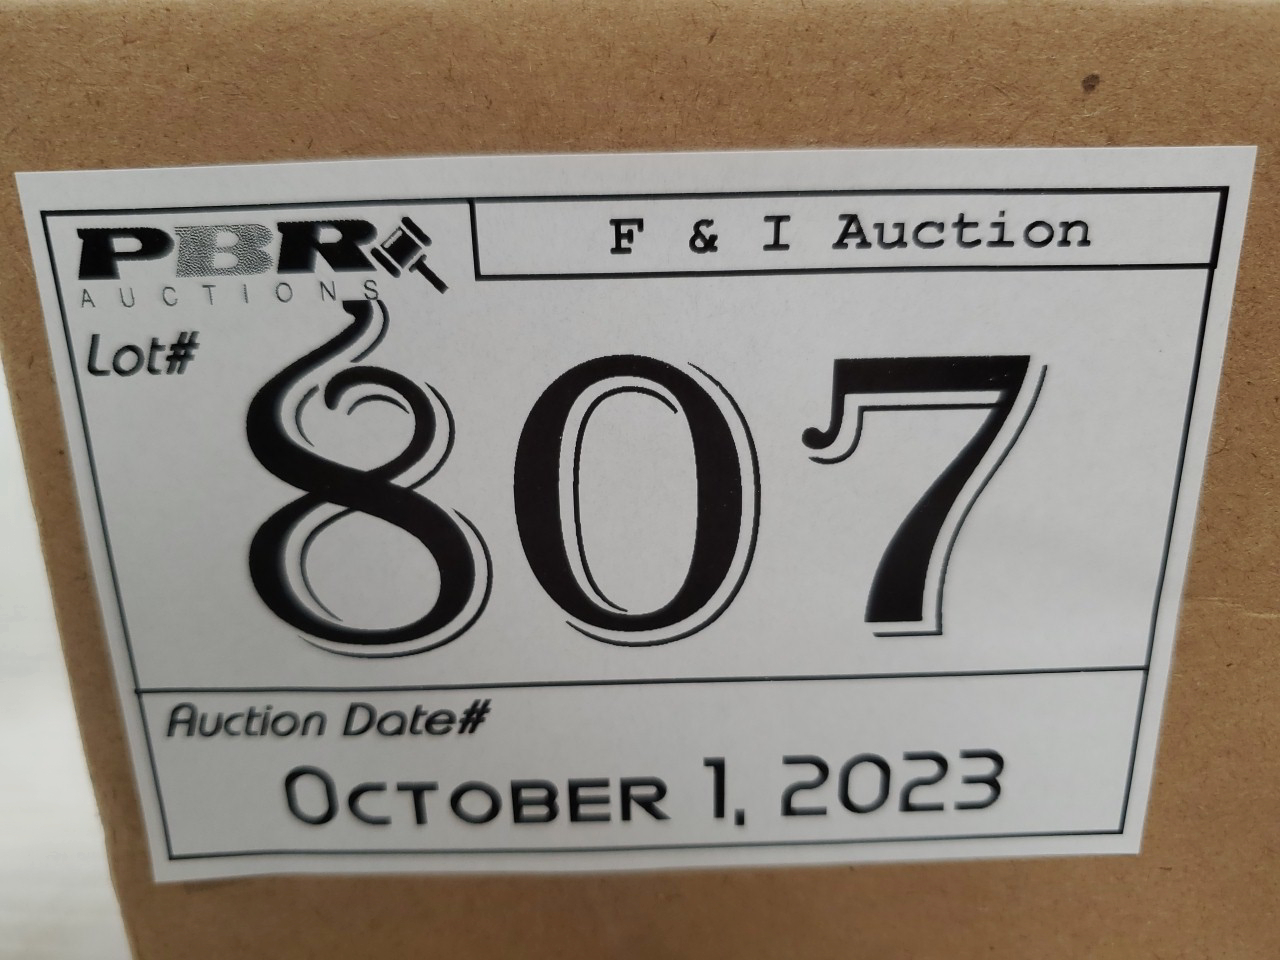 PBR
AUCTIONS
F & I Auction
Lot#
807
Auction Date#
October 1, 2023